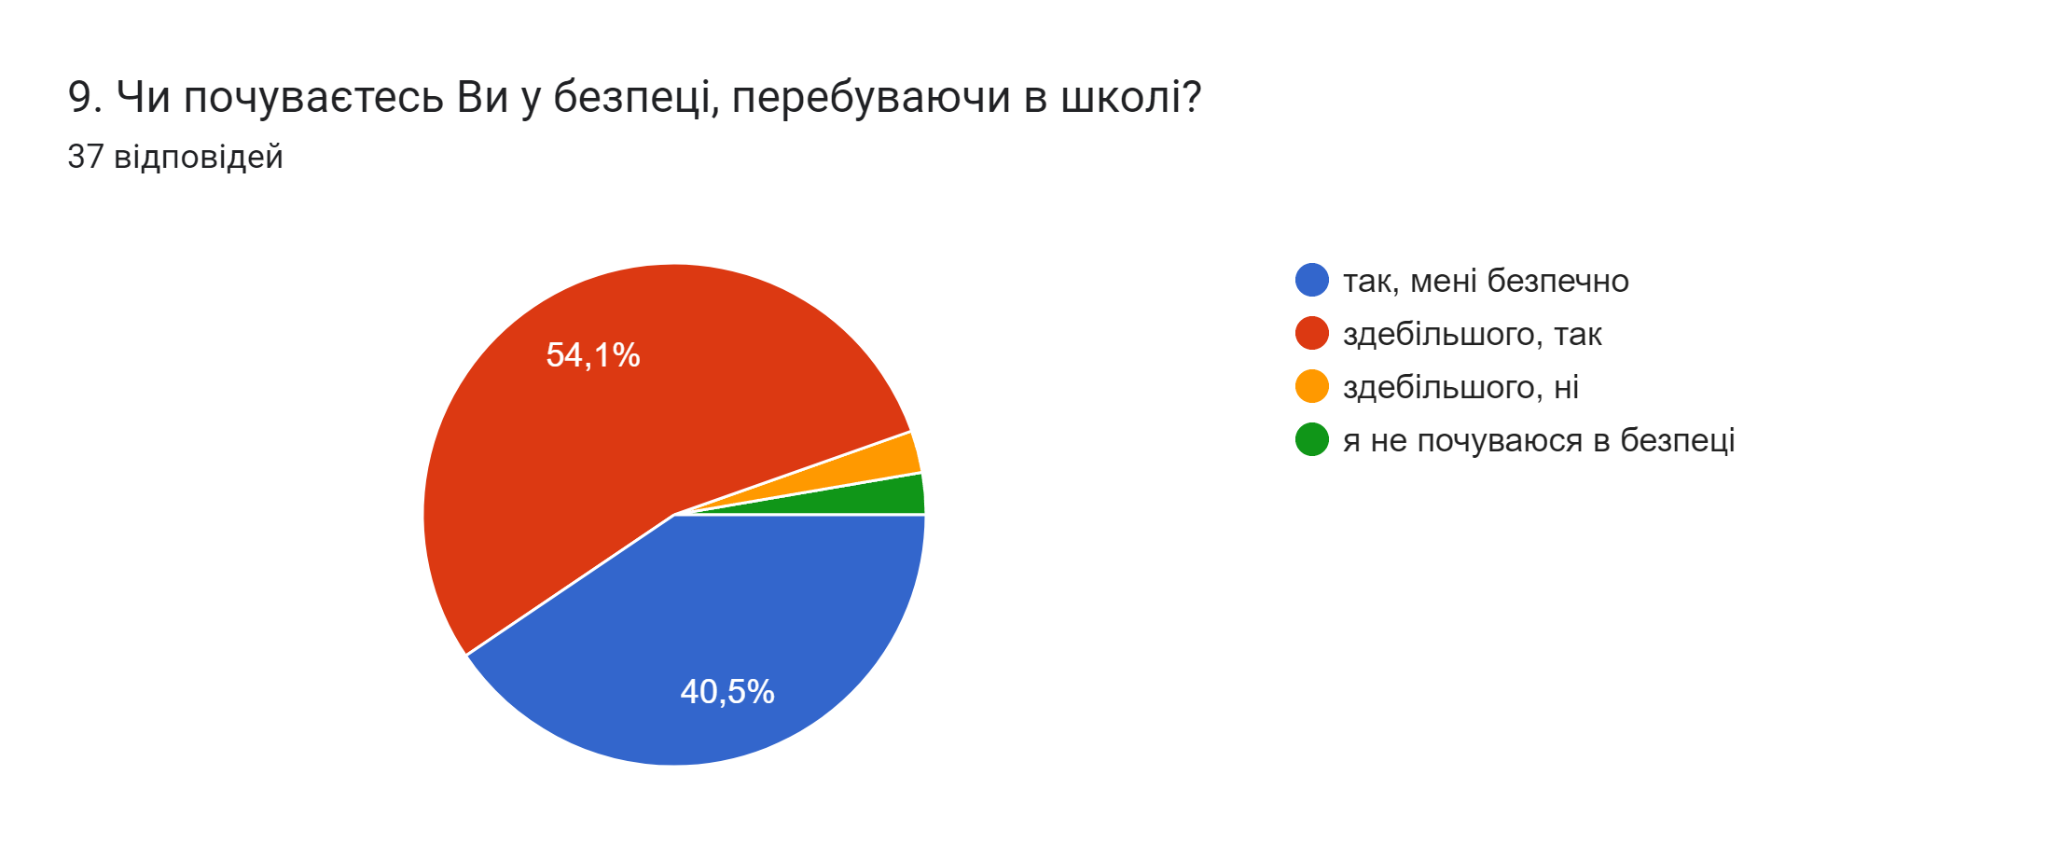 9. Чи почуваєтесь Ви у безпеці, перебуваючи в школі?
37 відповідей
54,1%
40,5%
так, мені безпечно
здебільшого, так
здебільшого, ні
я не почуваюся в безпеці